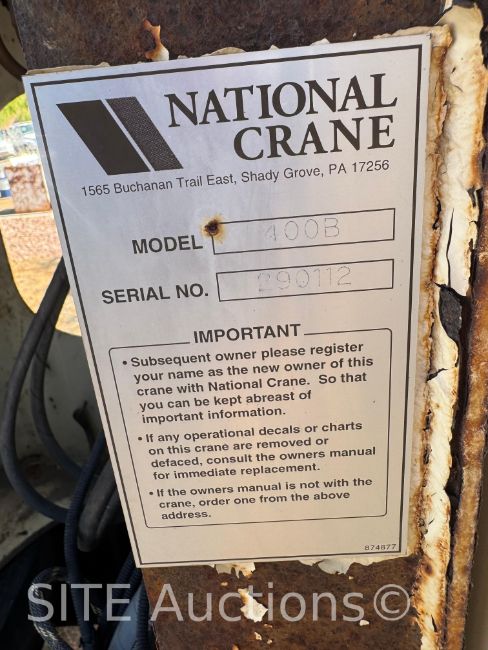 NATIONAL
CRANE
1565 Buchanan Trail East, Shady Grove, PA 17256
MODEL 400B
SERIAL NO. 290112
IMPORTANT
• Subsequent owner please register
your name as the new owner of this
crane with National Crane. So that
you can be kept abreast of
important information.
• If any operational decals or charts
on this crane are removed or
defaced, consult the owners manual
for immediate replacement.
• If the owners manual is not with the
crane, order one from the above
address.
874877
SITE Auctions©